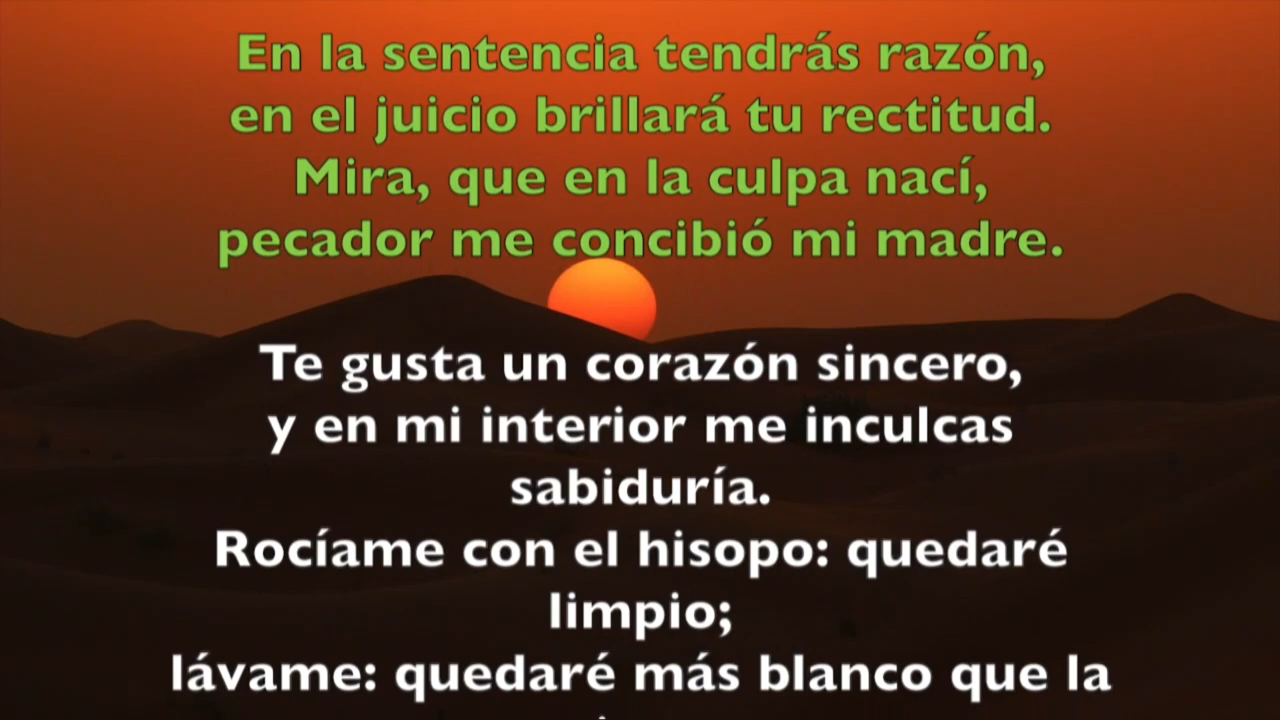 En la sentencia tendrás razón,
en el juicio brillará tu rectitud.
Mira, que en la culpa nací,
pecador me concibió mi madre.
Te gusta un corazón sincero,
y en mi interior me inculcas
sabiduría.
Rocíame con el hisopo: quedaré
limpio;
lávame: quedaré más blanco que la